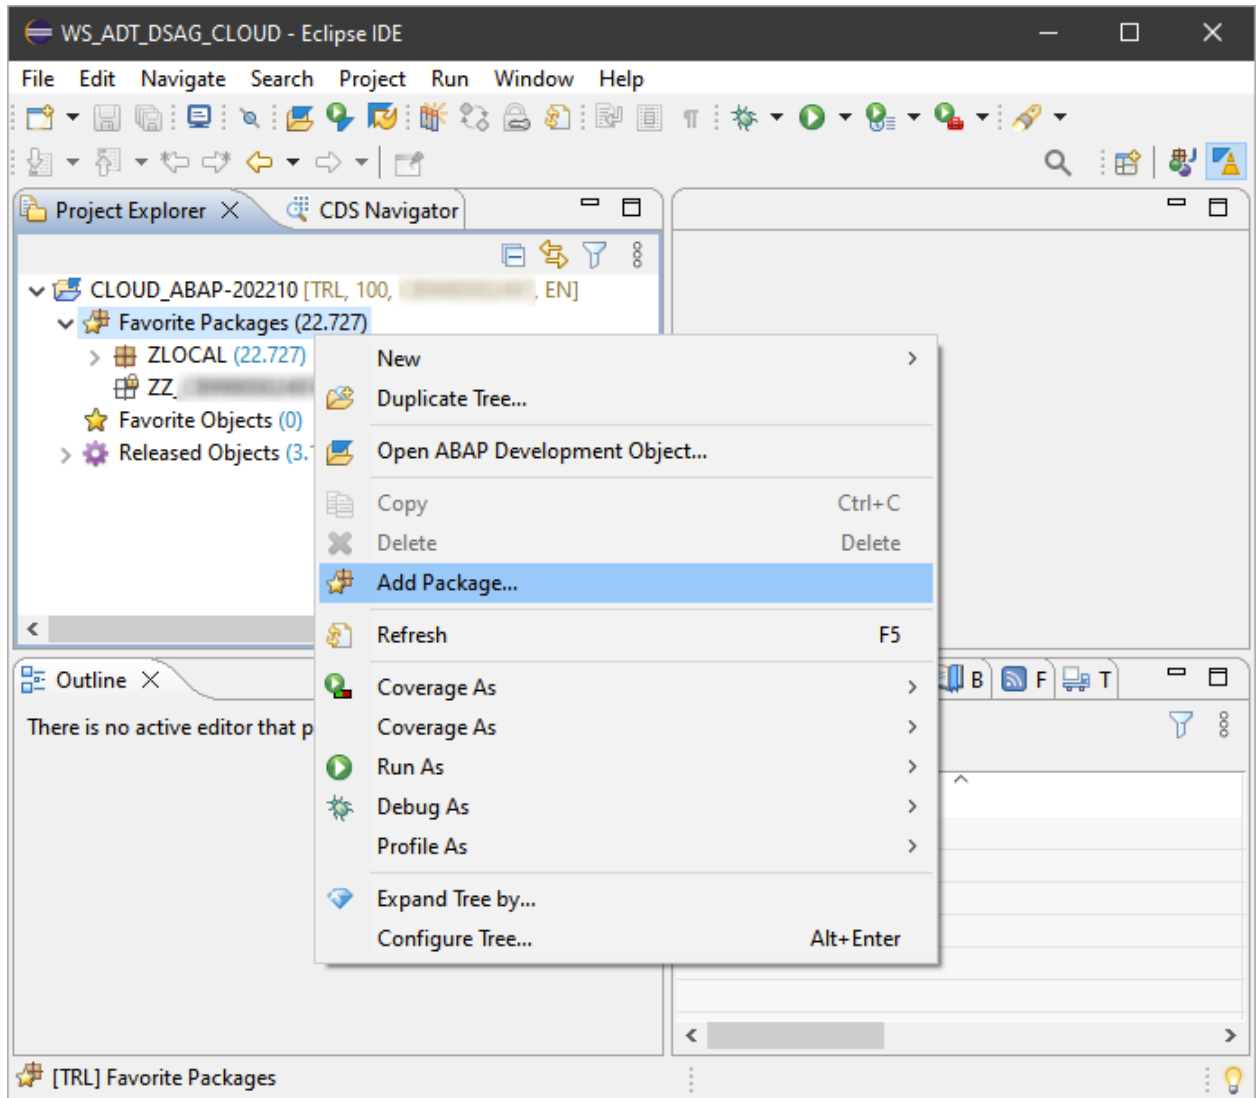 WS_ADT_DSAG_CLOUD - Eclipse IDE
File Edit Navigate Search Project Run Window Help
Project Explorer
CDS Navigator
CLOUD_ABAP-202210 [TRL, 100, , EN]
Favorite Packages (22.727)
ZLOCAL (22.727)
ZZ_
Favorite Objects (0)
Released Objects (3.
New
Duplicate Tree...
Open ABAP Development Object...
Copy Ctrl+C
Delete Delete
Add Package...
Refresh F5
Coverage As
Coverage As
Run As
Debug As
Profile As
Expand Tree by...
Configure Tree... Alt+Enter
Outline
There is no active editor that p
B
F
T
[TRL] Favorite Packages